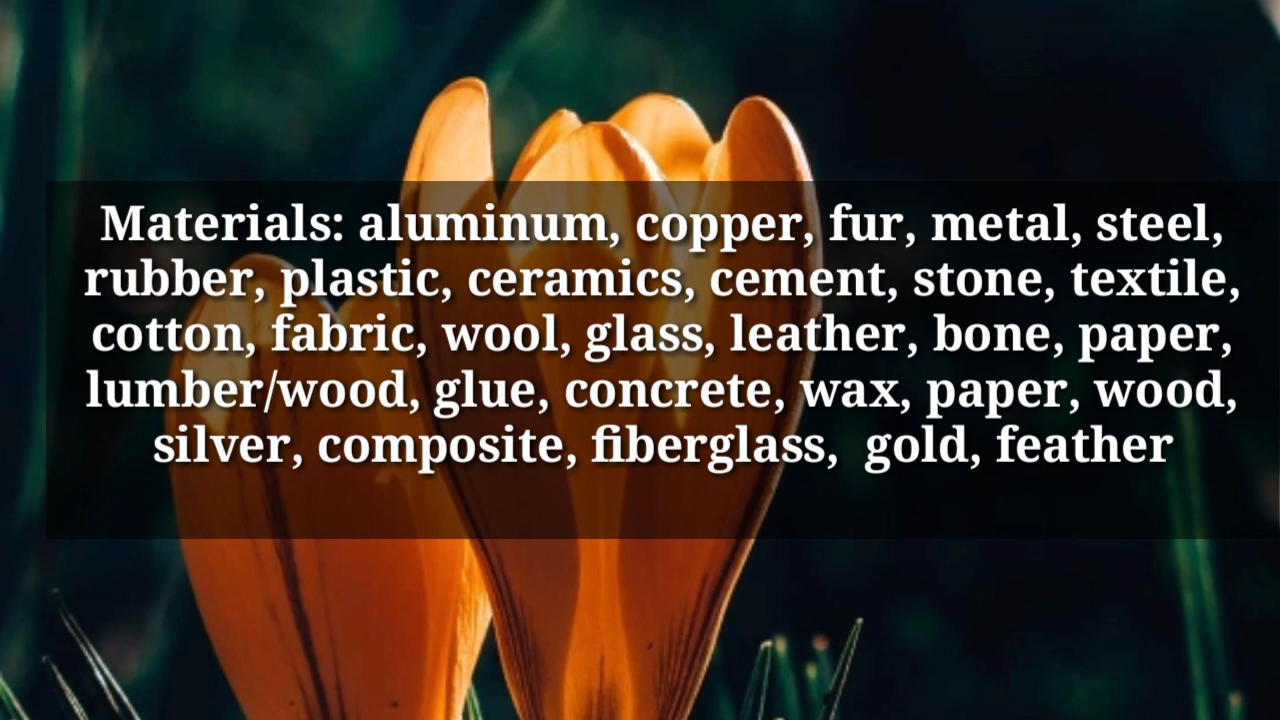 Materials: aluminum, copper, fur, metal, steel,
rubber, plastic, ceramics, cement, stone, textile,
cotton, fabric, wool, glass, leather, bone, paper,
lumber/wood, glue, concrete, wax, paper, wood,
silver, composite, fiberglass,  gold, feather